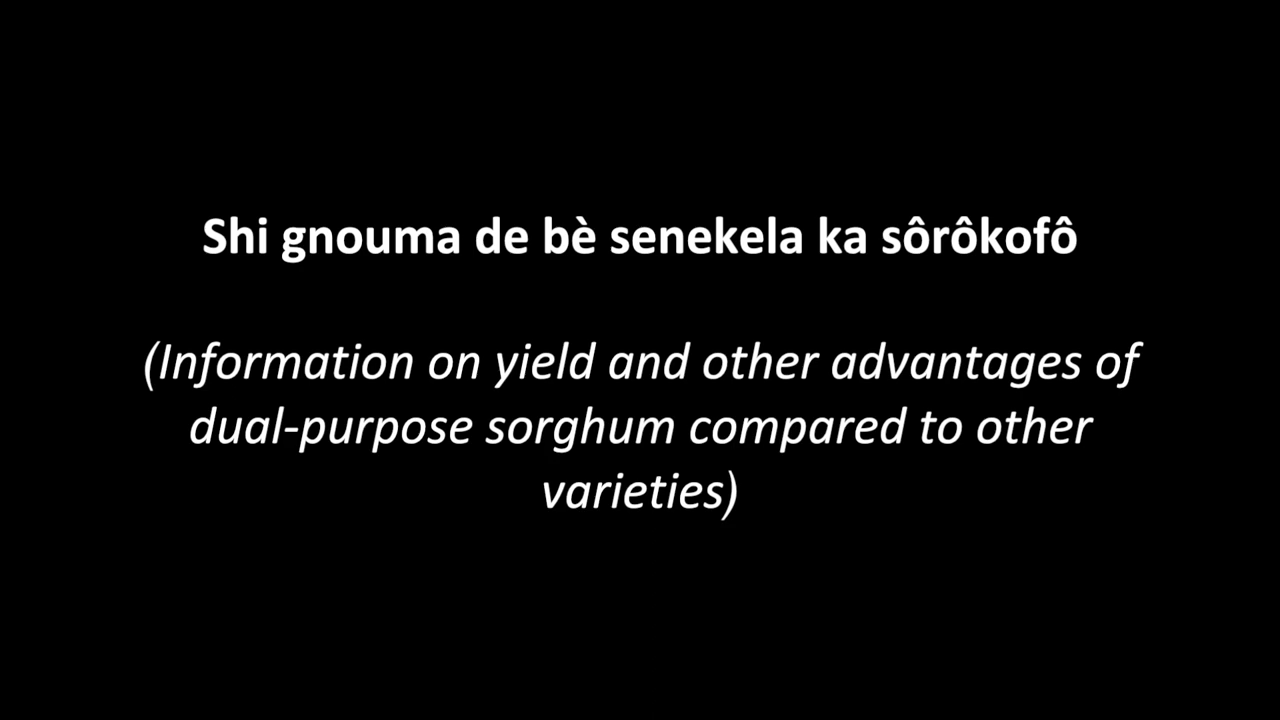 Shi gnouma de bè senekela ka sôrôkofô
(Information on yield and other advantages of
dual-purpose sorghum compared to other
varieties)